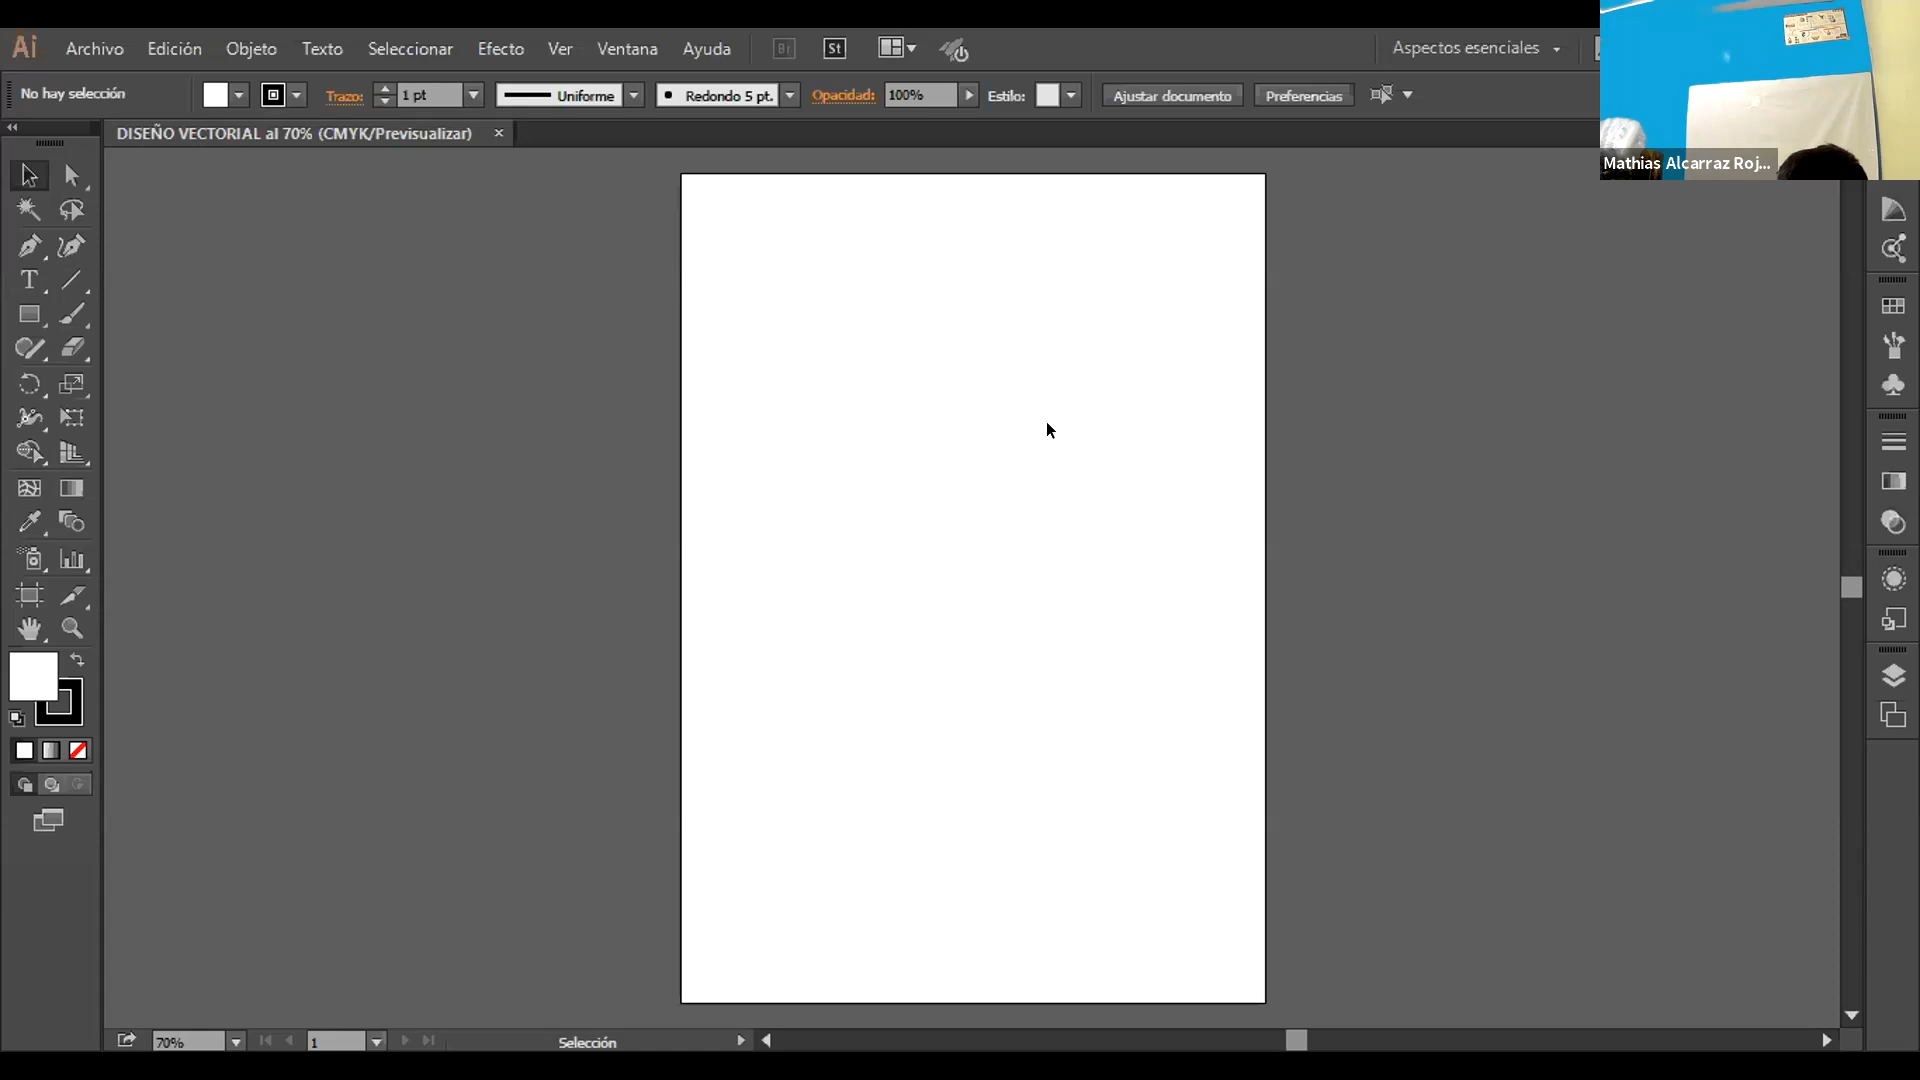 Ai Archivo Edición Objeto Texto Seleccionar Efecto Ver Ventana Ayuda Br St Aspectos esenciales
No hay selección Trazo: 1 pt Uniforme Redondo 5 pt. Opacidad: 100% Estilo: Ajustar documento Preferencias
DISEÑO VECTORIAL al 70% (CMYK/Previsualizar) ×
Mathias Alcarraz Roj...
T
70% 1 Selección